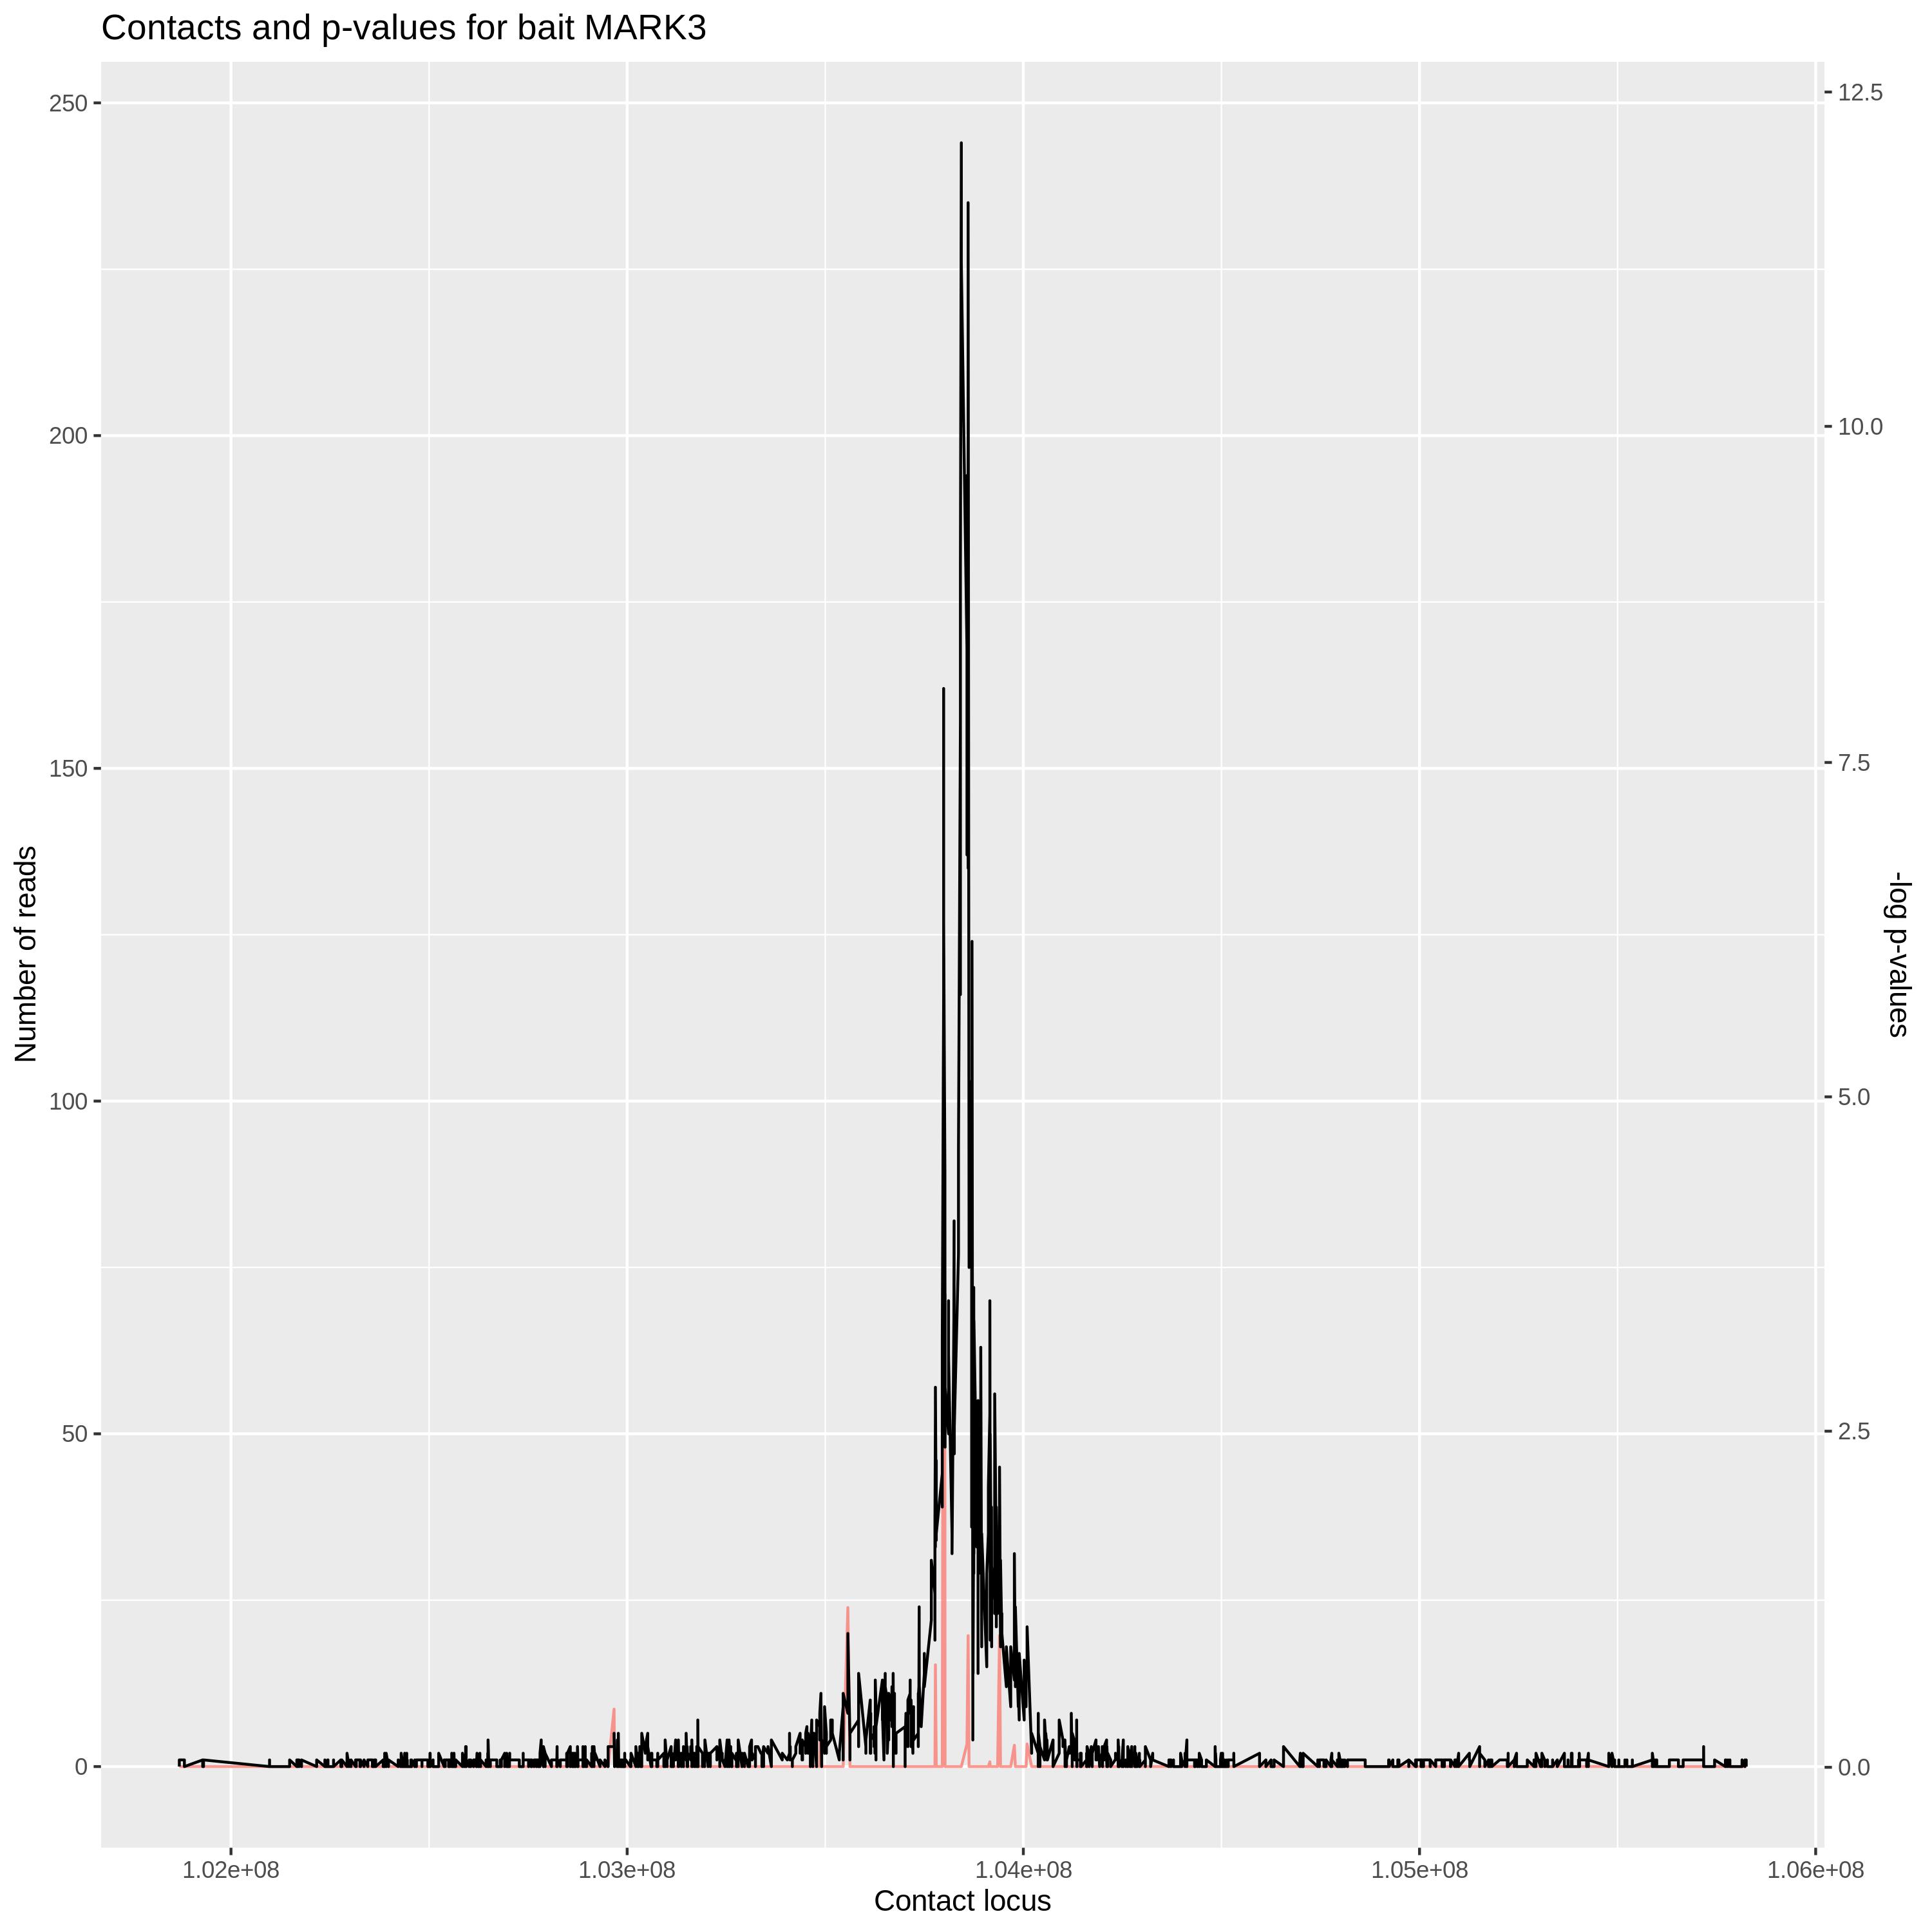 Contacts and p-values for bait MARK3
250
200
150
100
50
0
12.5
10.0
7.5
5.0
2.5
0.0
Number of reads
-log p-values
1.02e+08 1.03e+08 1.04e+08 1.05e+08 1.06e+08
Contact locus